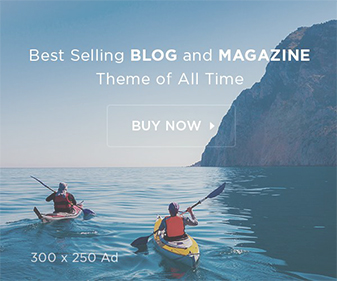 Best Selling BLOG and MAGAZINE
Theme of All Time
BUY NOW
300 x 250 Ad